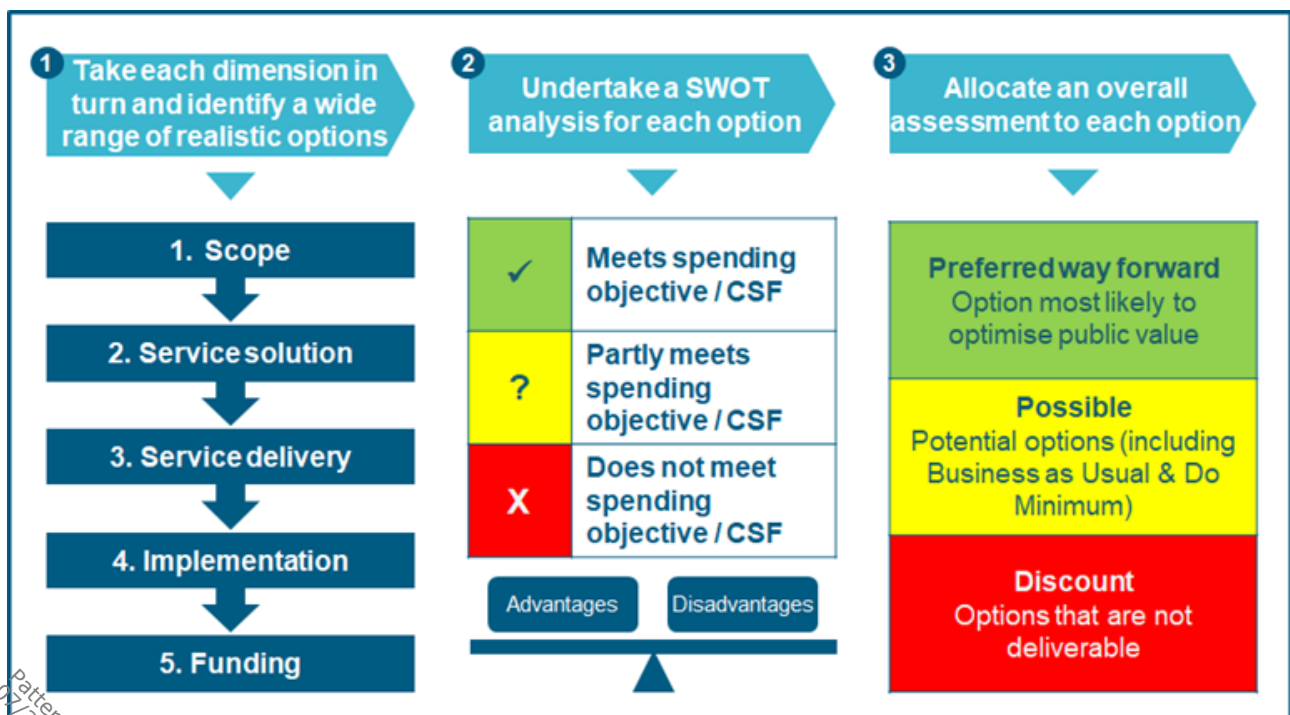 1
Take each dimension in
turn and identify a wide
range of realistic options
1. Scope
2. Service solution
3. Service delivery
4. Implementation
5. Funding
2
Undertake a SWOT
analysis for each option
✓
Meets spending
objective / CSF
?
Partly meets
spending
objective / CSF
X
Does not meet
spending
objective / CSF
Advantages
Disadvantages
3
Allocate an overall
assessment to each option
Preferred way forward
Option most likely to
optimise public value
Possible
Potential options (including
Business as Usual & Do
Minimum)
Discount
Options that are not
deliverable